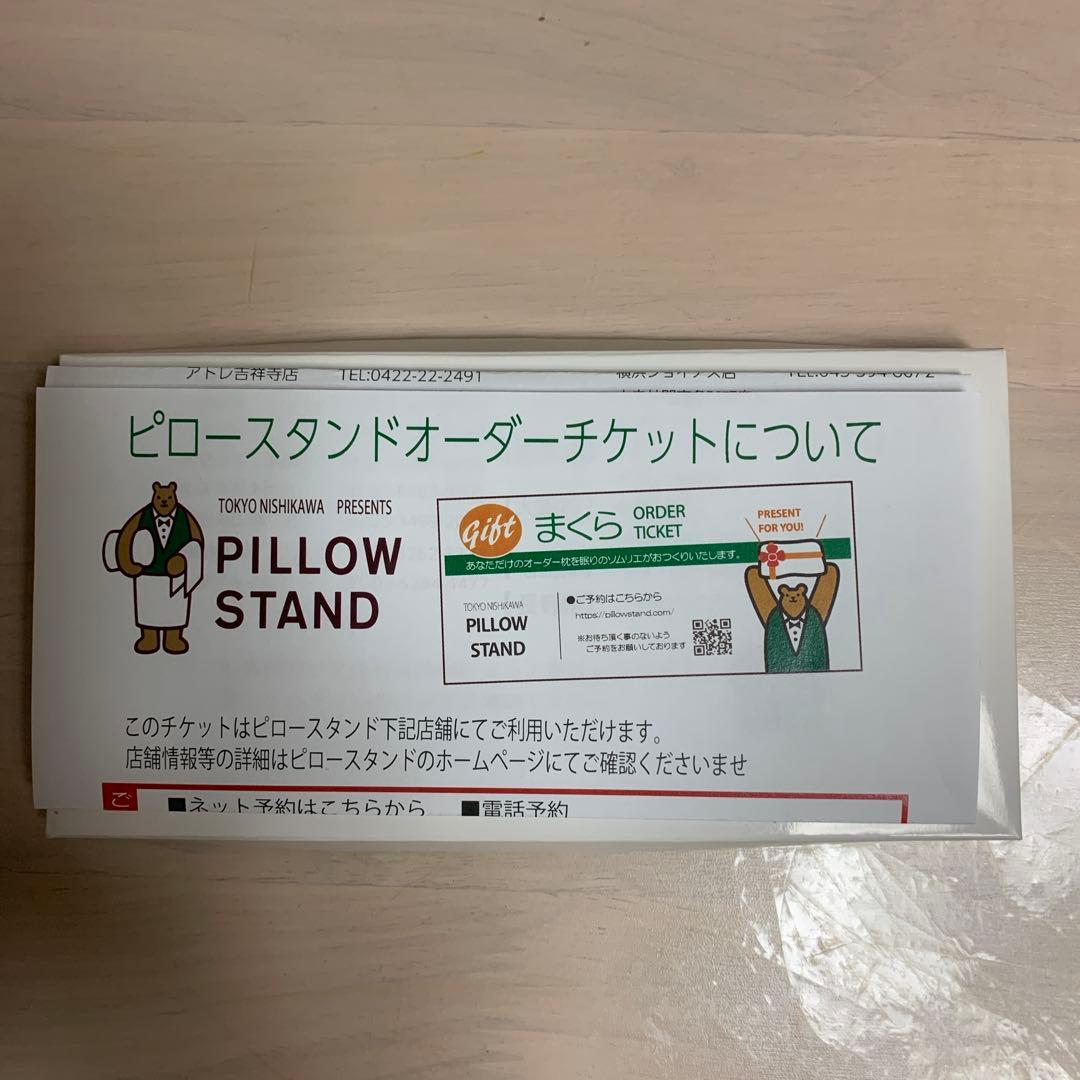 アトレ吉祥寺店 TEL:0422-22-2491
ピロースタンドオーダーチケットについて
TOKYO NISHIKAWA PRESENTS
PILLOW
STAND
Gift まくら ORDER
TICKET
PRESENT
FOR YOU!
あなただけのオーダー枕を眠りのソムリエがおつくりいたします。
TOKYO NISHIKAWA
PILLOW
STAND
●ご予約はこちらから
https://pillowstand.com/
※お待ち頂く事のないよう
ご予約をお願いしております
このチケットはピロースタンド下記店舗にてご利用いただけます。
店舗情報等の詳細はピロースタンドのホームページにてご確認くださいませ
ご
■ネット予約はこちらから ■電話予約